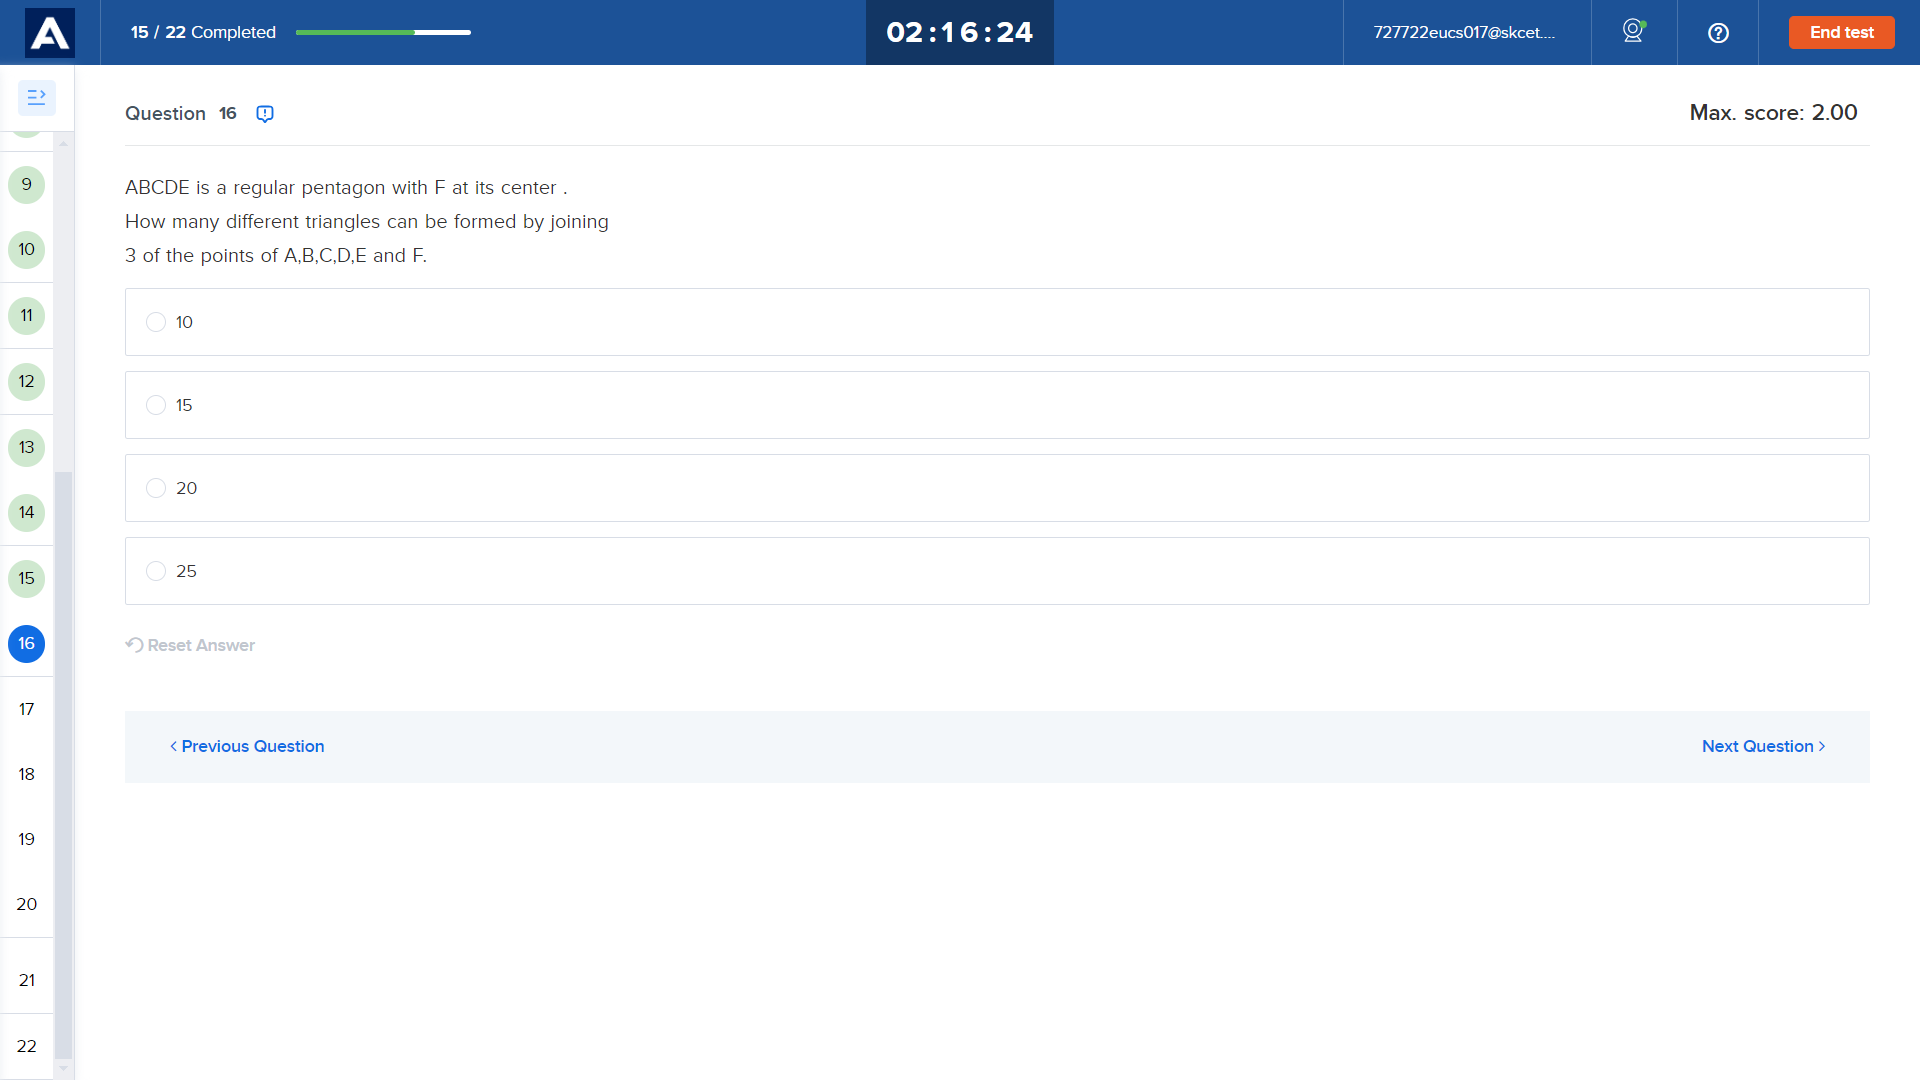 15 / 22 Completed
02:16:24
727722eucs017@skcet....
End test
Question 16
Max. score: 2.00
9
10
11
12
13
14
15
16
17
18
19
20
21
22
ABCDE is a regular pentagon with F at its center .
How many different triangles can be formed by joining
3 of the points of A,B,C,D,E and F.
10
15
20
25
Reset Answer
Previous Question
Next Question